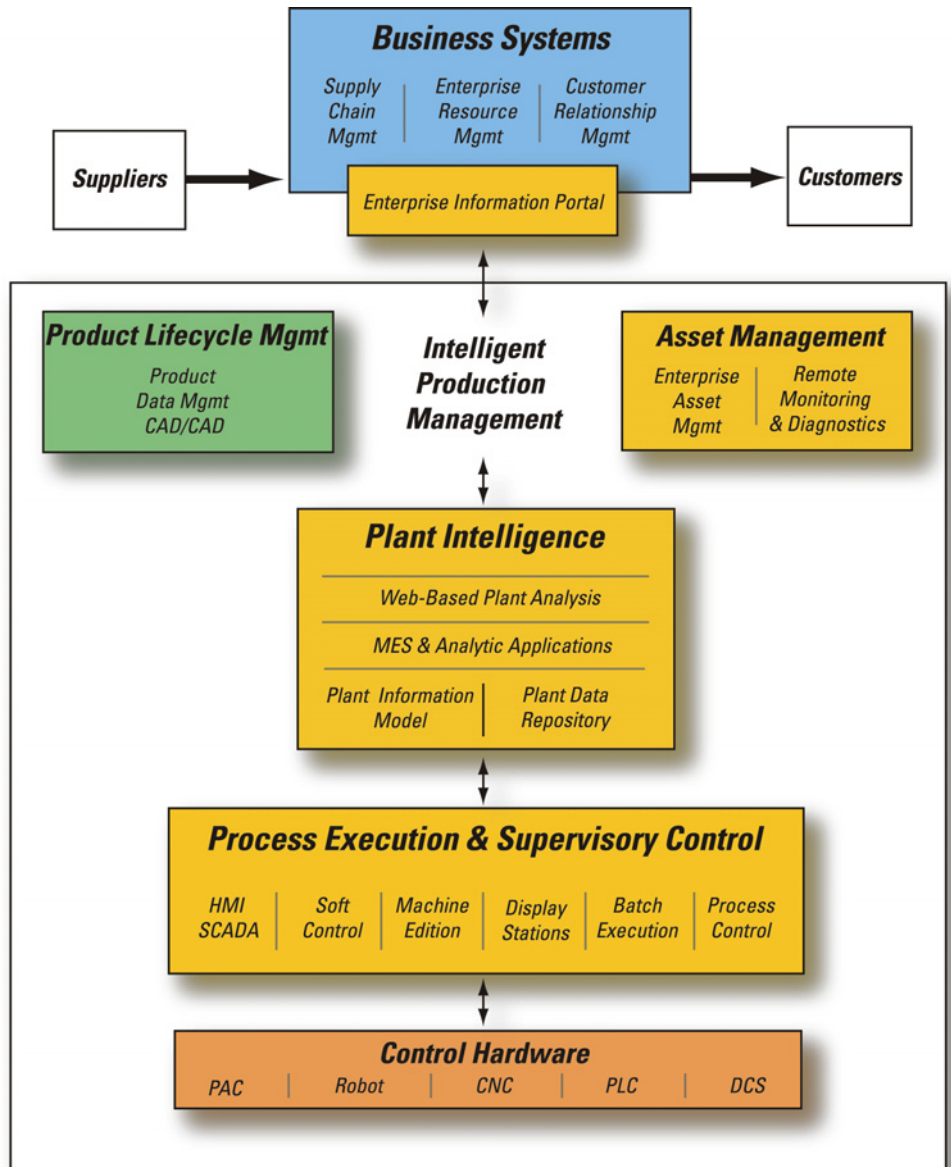 Business Systems
Supply
Chain
Mgmt
Enterprise
Resource
Mgmt
Customer
Relationship
Mgmt
Suppliers
Customers
Enterprise Information Portal
Product Lifecycle Mgmt
Product
Data Mgmt
CAD/CAD
Intelligent
Production
Management
Asset Management
Enterprise
Asset
Mgmt
Remote
Monitoring
& Diagnostics
Plant Intelligence
Web-Based Plant Analysis
MES & Analytic Applications
Plant Information
Model
Plant Data
Repository
Process Execution & Supervisory Control
HMI
SCADA
Soft
Control
Machine
Edition
Display
Stations
Batch
Execution
Process
Control
Control Hardware
PAC
Robot
CNC
PLC
DCS